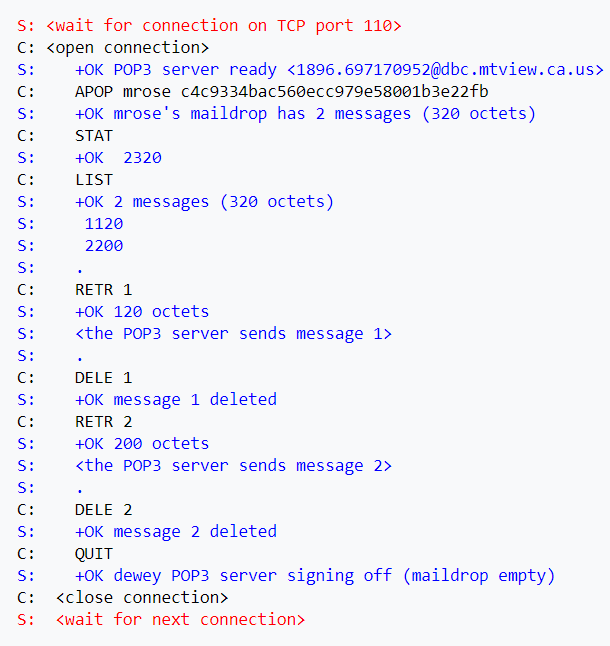 S: <wait for connection on TCP port 110>
C: <open connection>
S:    +OK POP3 server ready <1896.697170952@dbc.mtview.ca.us>
C:    APOP mrose c4c9334bac560ecc979e58001b3e22fb
S:    +OK mrose's maildrop has 2 messages (320 octets)
C:    STAT
S:    +OK  2320
C:    LIST
S:    +OK 2 messages (320 octets)
S:     1120
S:     2200
S:    .
C:    RETR 1
S:    +OK 120 octets
S:    <the POP3 server sends message 1>
S:    .
C:    DELE 1
S:    +OK message 1 deleted
C:    RETR 2
S:    +OK 200 octets
S:    <the POP3 server sends message 2>
S:    .
C:    DELE 2
S:    +OK message 2 deleted
C:    QUIT
S:    +OK dewey POP3 server signing off (maildrop empty)
C:  <close connection>
S:  <wait for next connection>